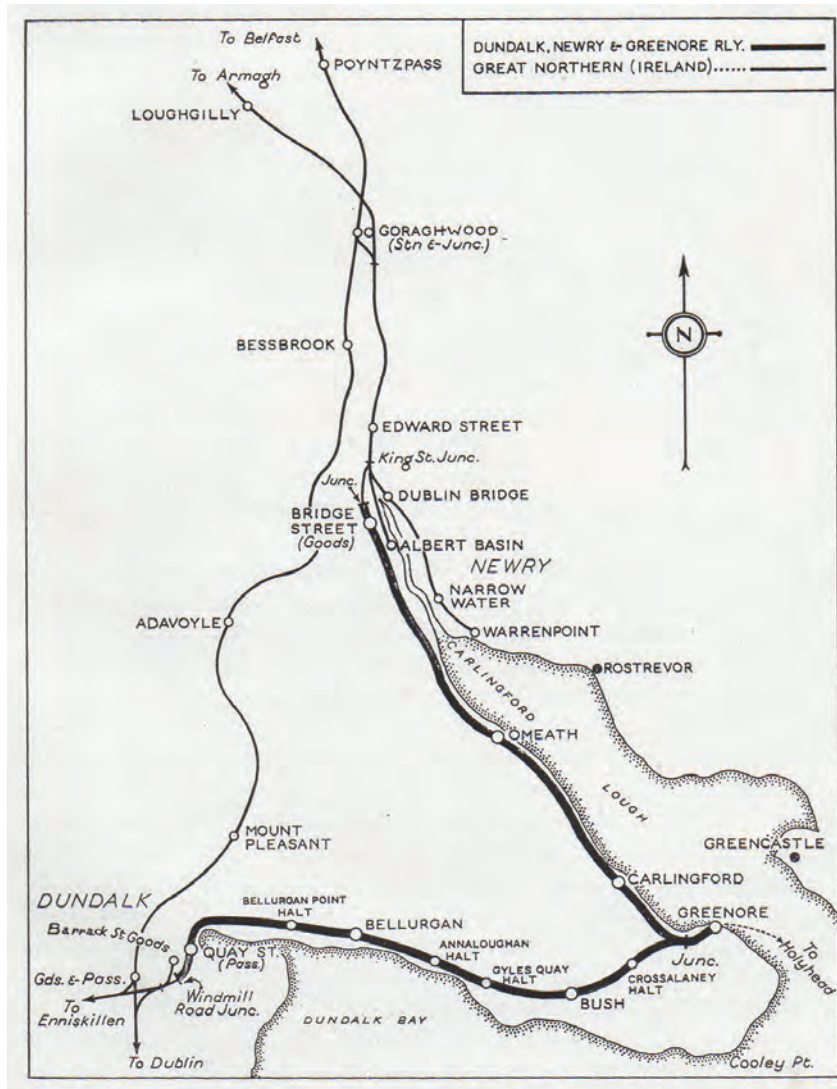 DUNDALK, NEWRY & GREENORE RLY.
GREAT NORTHERN (IRELAND)......
To Belfast
POYNTZPASS
To Armagh
LOUGHGILLY
GORAGHWOOD
(Stn & Junc.)
N
BESSBROOK
EDWARD STREET
King St. Junc.
Junc.
DUBLIN BRIDGE
BRIDGE
STREET
(Goods)
ALBERT BASIN
NEWRY
NARROW
WATER
ADAVOYLE
WARRENPOINT
CARLINGFORD
ROSTREVOR
OMEATH
LOUGH
MOUNT
PLEASANT
GREENCASTLE
CARLINGFORD
DUNDALK
BELLURGAN POINT
HALT
GREENORE
Barrack St. Goods
BELLURGAN
QUAY ST.
(Pass.)
ANNALOUGHAN
HALT
To
Holyhead
Junc.
Gds. & Pass.
GYLES QUAY
HALT
CROSSALANEY
HALT
To
Enniskillen
Windmill
Road Junc.
BUSH
DUNDALK BAY
To Dublin
Cooley Pt.